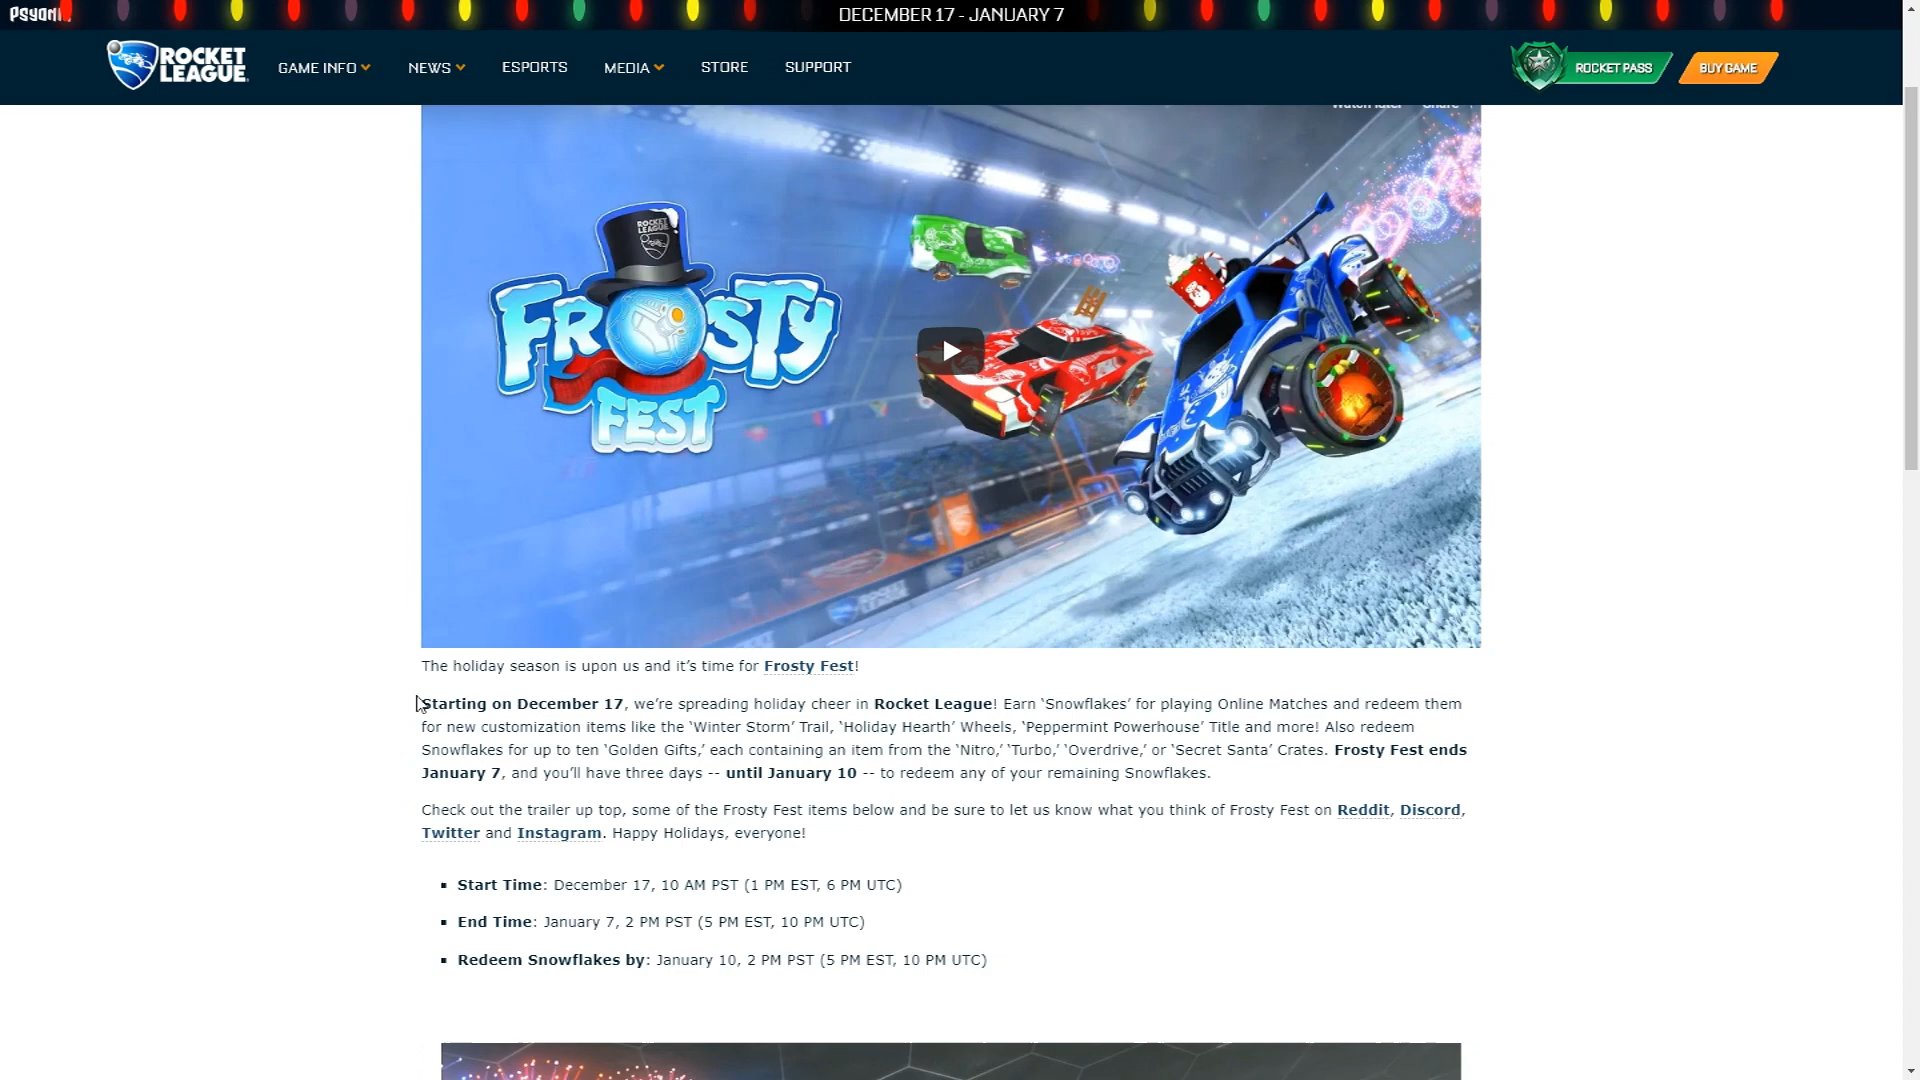 Psyoni
DECEMBER 17 - JANUARY 7
ROCKET LEAGUE
GAME INFO
NEWS
ESPORTS
MEDIA
STORE
SUPPORT
ROCKET PASS
BUY GAME
Watch later Share
ROCKET LEAGUE
FROSTY
FEST
The holiday season is upon us and it’s time for Frosty Fest!
Starting on December 17, we’re spreading holiday cheer in Rocket League! Earn ‘Snowflakes’ for playing Online Matches and redeem them
for new customization items like the ‘Winter Storm’ Trail, ‘Holiday Hearth’ Wheels, ‘Peppermint Powerhouse’ Title and more! Also redeem
Snowflakes for up to ten ‘Golden Gifts,’ each containing an item from the ‘Nitro,’ ‘Turbo,’ ‘Overdrive,’ or ‘Secret Santa’ Crates. Frosty Fest ends
January 7, and you’ll have three days -- until January 10 -- to redeem any of your remaining Snowflakes.
Check out the trailer up top, some of the Frosty Fest items below and be sure to let us know what you think of Frosty Fest on Reddit, Discord,
Twitter and Instagram. Happy Holidays, everyone!
▪ Start Time: December 17, 10 AM PST (1 PM EST, 6 PM UTC)
▪ End Time: January 7, 2 PM PST (5 PM EST, 10 PM UTC)
▪ Redeem Snowflakes by: January 10, 2 PM PST (5 PM EST, 10 PM UTC)